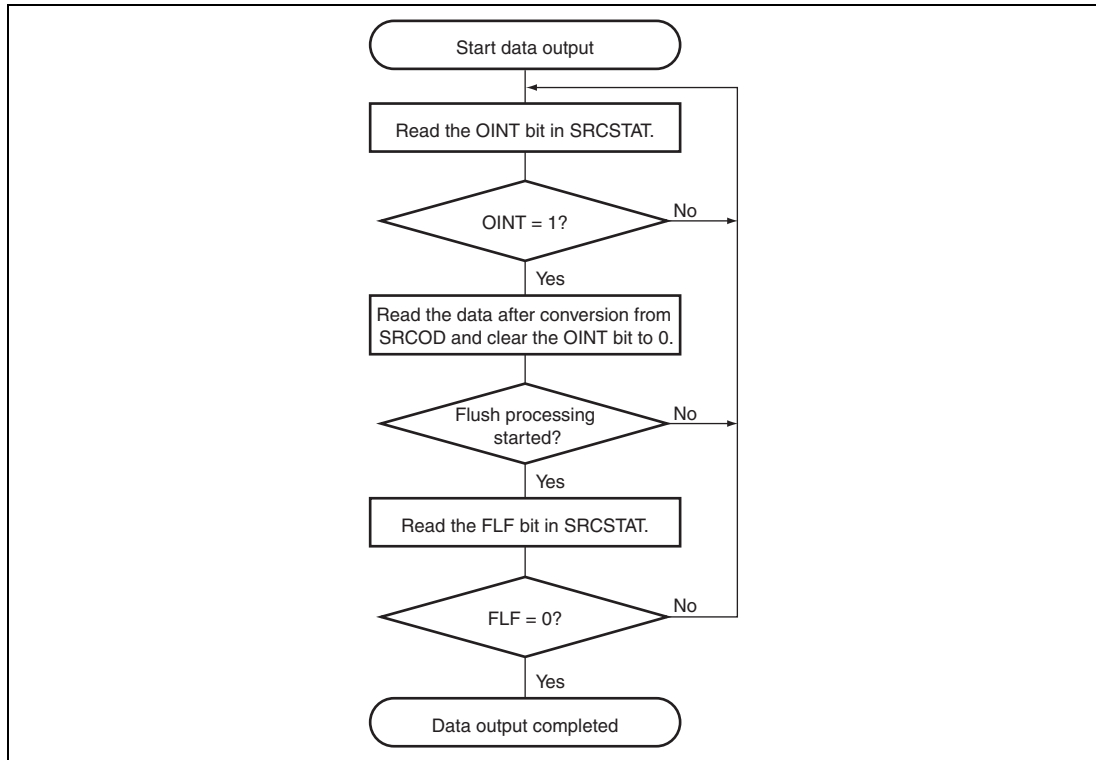 Start data output
Read the OINT bit in SRCSTAT.
OINT = 1?
No
Yes
Read the data after conversion from
SRCOD and clear the OINT bit to 0.
Flush processing
started?
No
Yes
Read the FLF bit in SRCSTAT.
FLF = 0?
No
Yes
Data output completed